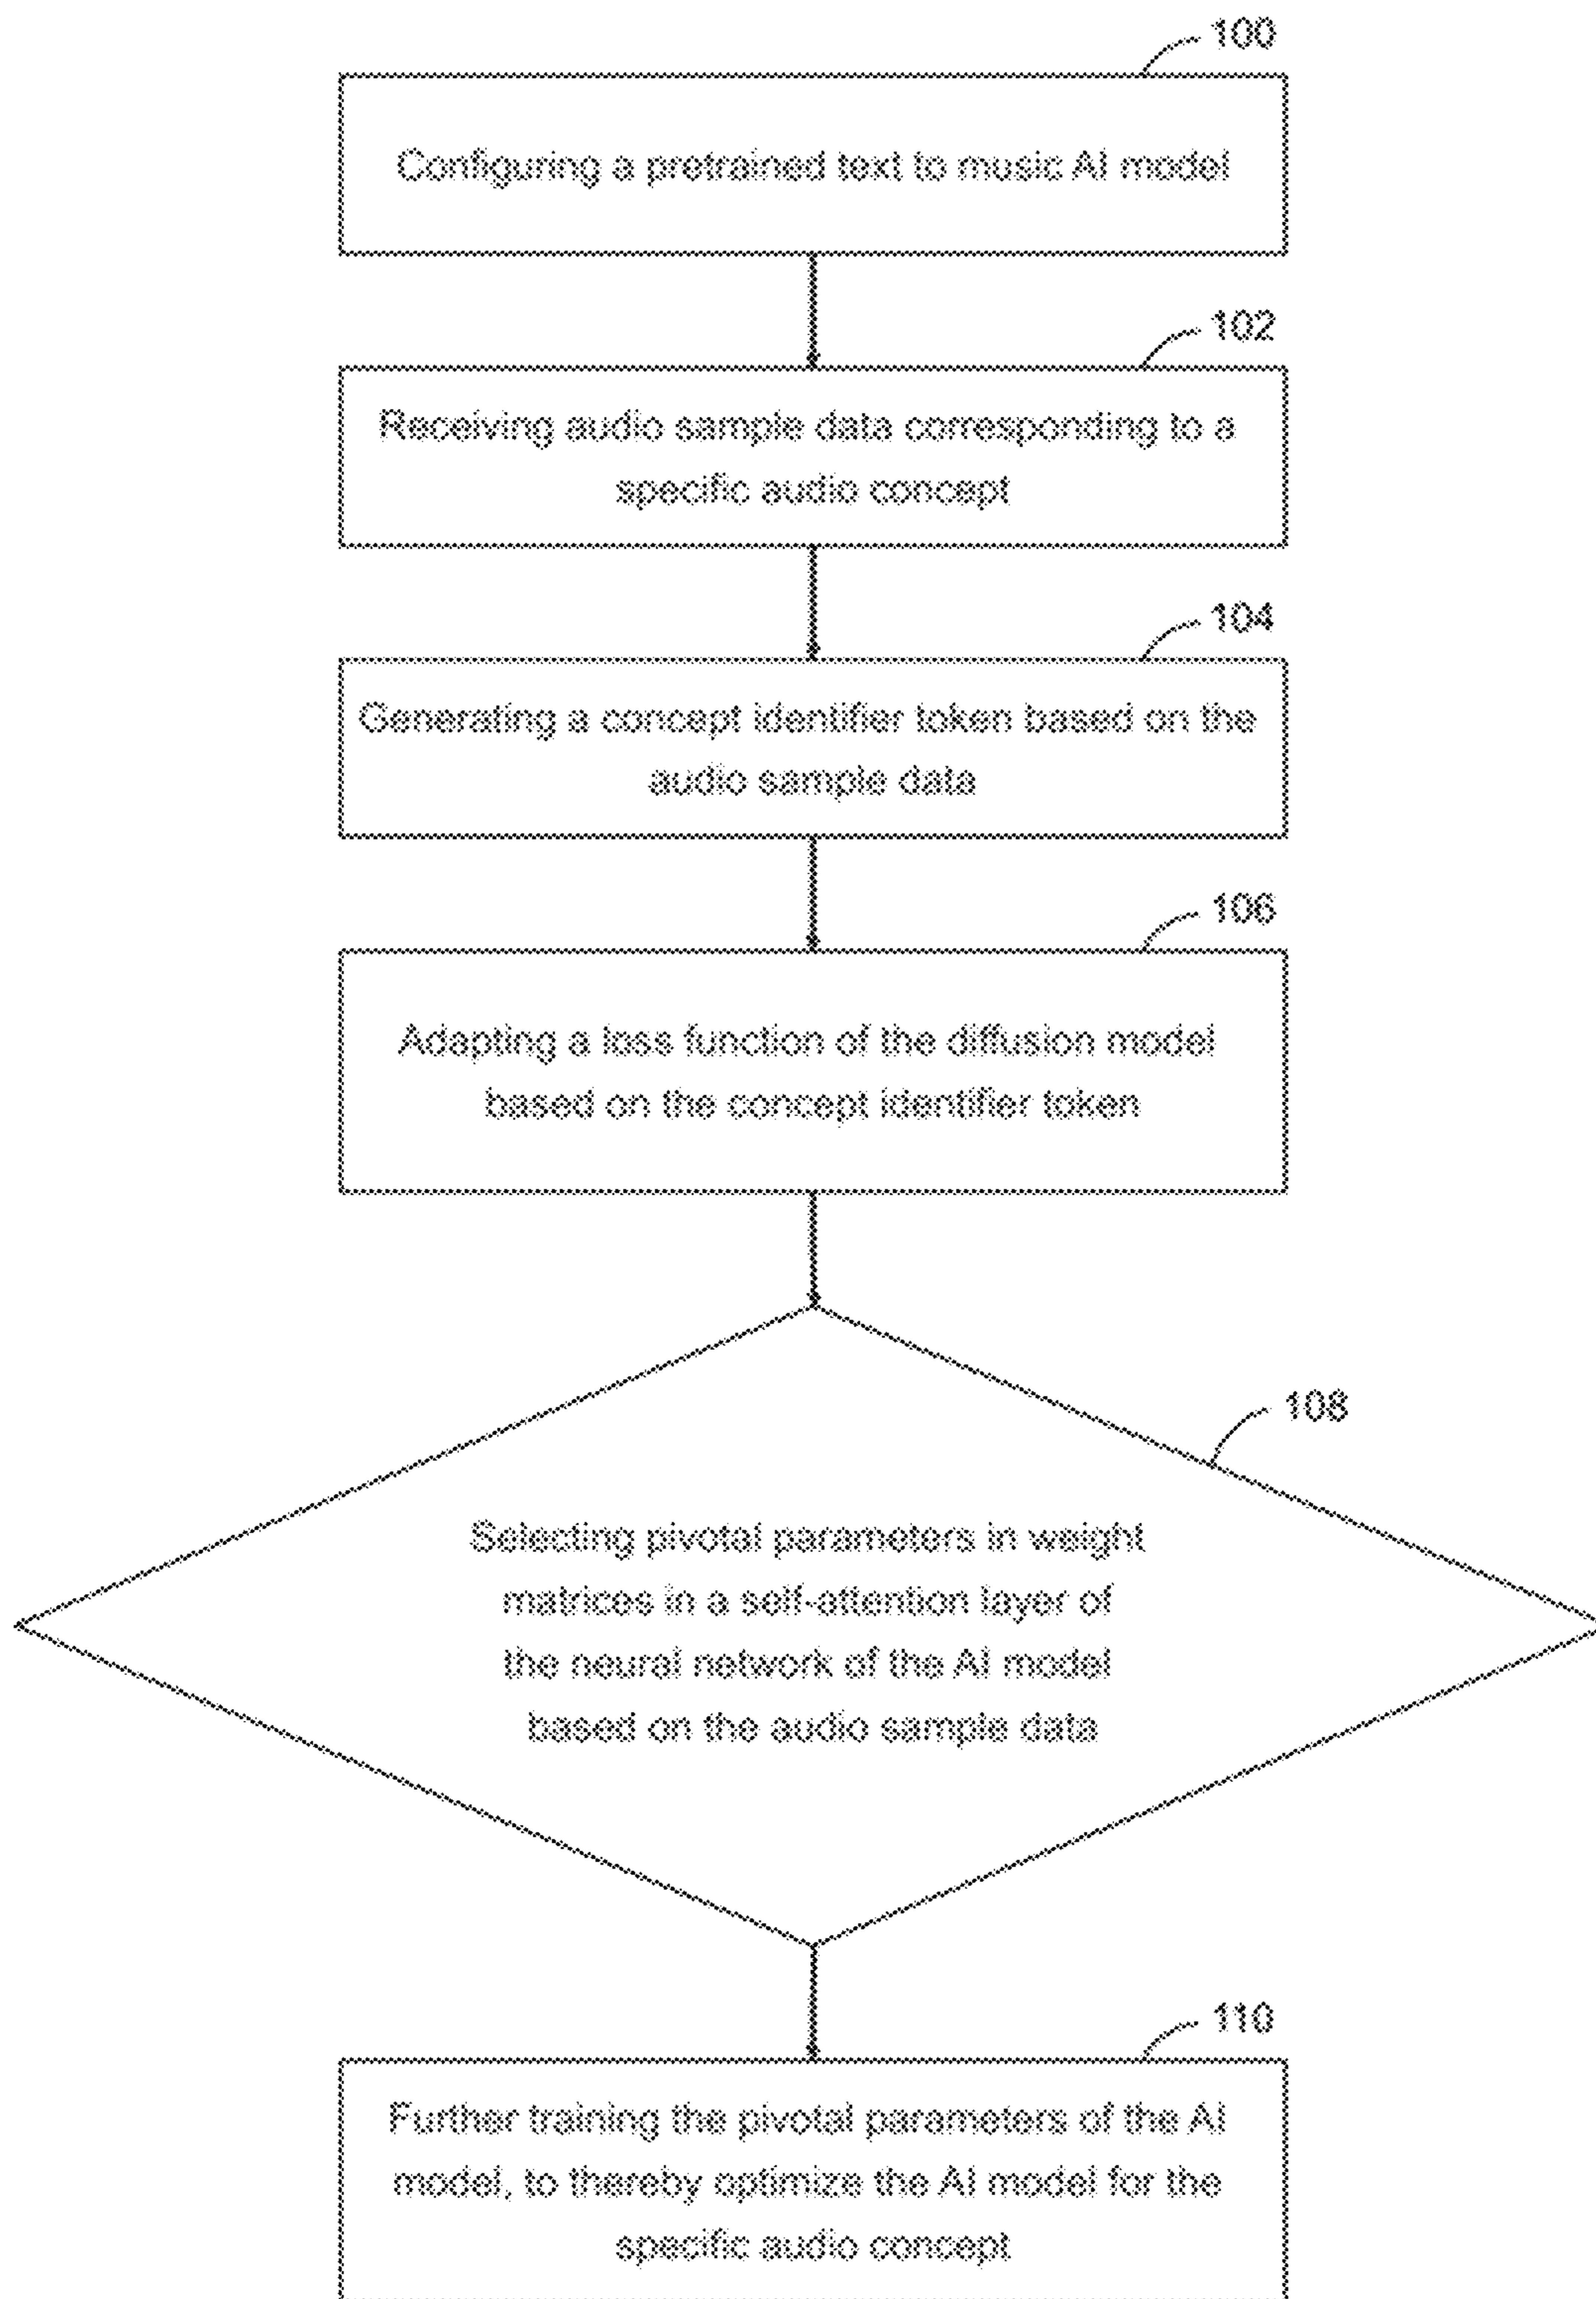 100
Configuring a pretrained text to music AI model
102
Receiving audio sample data corresponding to a
specific audio concept
104
Generating a concept identifier token based on the
audio sample data
106
Adapting a loss function of the diffusion model
based on the concept identifier token
108
Selecting pivotal parameters in weight
matrices in a self-attention layer of
the neural network of the AI model
based on the audio sample data
110
Further training the pivotal parameters of the AI
model, to thereby optimize the AI model for the
specific audio concept